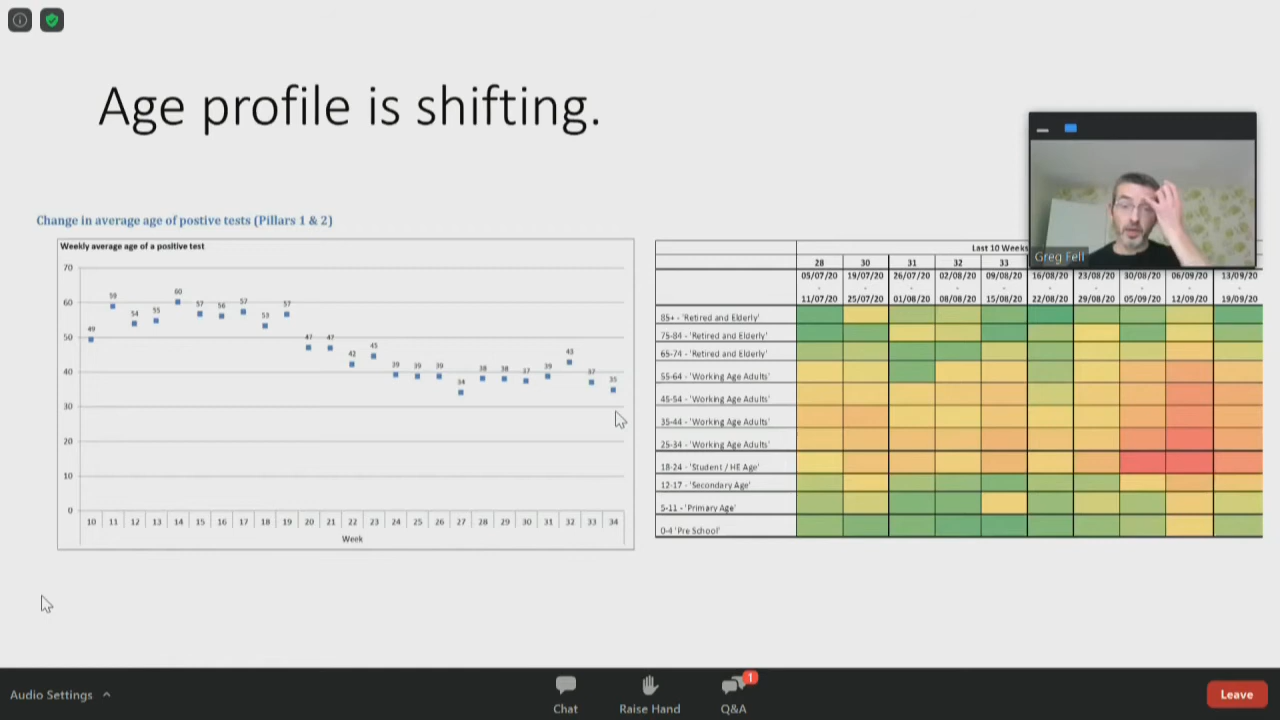 Age profile is shifting.
Change in average age of postive tests (Pillars 1 & 2)
Weekly average age of a positive test
70
60
50
40
30
20
10
0
49 59 54 55 60 57 56 57 53 57 47 47 42 45 39 39 39 34 38 38 37 39 43 37 35
10 11 12 13 14 15 16 17 18 19 20 21 22 23 24 25 26 27 28 29 30 31 32 33 34
Week
Last 10 Weeks
28 30 31 32 33
05/07/20 19/07/20 26/07/20 02/08/20 09/08/20 16/08/20 23/08/20 30/08/20 06/09/20 13/09/20
- - - - - - - - - -
11/07/20 25/07/20 01/08/20 08/08/20 15/08/20 22/08/20 29/08/20 05/09/20 12/09/20 19/09/20
85+ - 'Retired and Elderly'
75-84 - 'Retired and Elderly'
65-74 - 'Retired and Elderly'
55-64 - 'Working Age Adults'
45-54 - 'Working Age Adults'
35-44 - 'Working Age Adults'
25-34 - 'Working Age Adults'
18-24 - 'Student / HE Age'
12-17 - 'Secondary Age'
5-11 - 'Primary Age'
0-4 'Pre School'
Greg Fell
Audio Settings
Chat
Raise Hand
1
Q&A
Leave